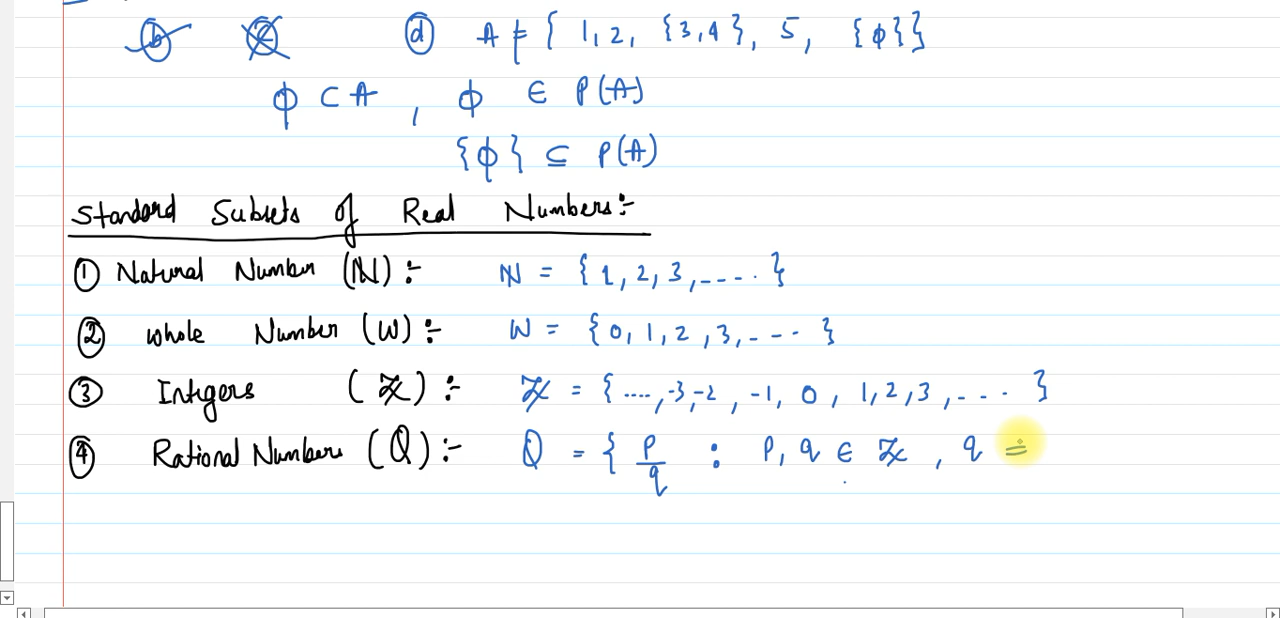 ⓑ ② ⓓ A ≠ { 1, 2, {3,4}, 5, {ϕ}}
ϕ ⊂ A , ϕ ∈ P(A)
{ϕ} ⊆ P(A)
Standard Subsets of Real Numbers:-
① Natural Number (ℕ) :- ℕ = { 1, 2, 3, ---- . }
② Whole Number (W) :- W = { 0, 1, 2, 3, - - -- }
③ Integers (ℤ) :- ℤ = { ...., -3, -2, -1, 0, 1, 2, 3, - - - . }
④ Rational Numbers (Q) :- Q = { P/q : P, q ∈ ℤ , q =